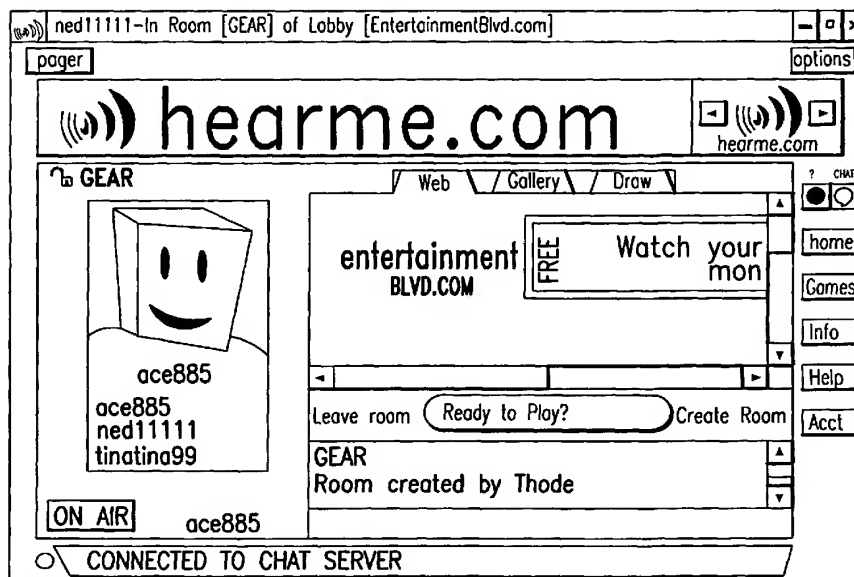 ned11111-In Room [GEAR] of Lobby [EntertainmentBlvd.com]
pager
options
hearme.com
hearme.com
GEAR
Web
Gallery
Draw
? CHAT
home
Games
Info
Help
Acct
entertainment
BLVD.COM
FREE
Watch your
mon
ace885
ace885
ned11111
tinatina99
Leave room
Ready to Play?
Create Room
GEAR
Room created by Thode
ON AIR
ace885
CONNECTED TO CHAT SERVER